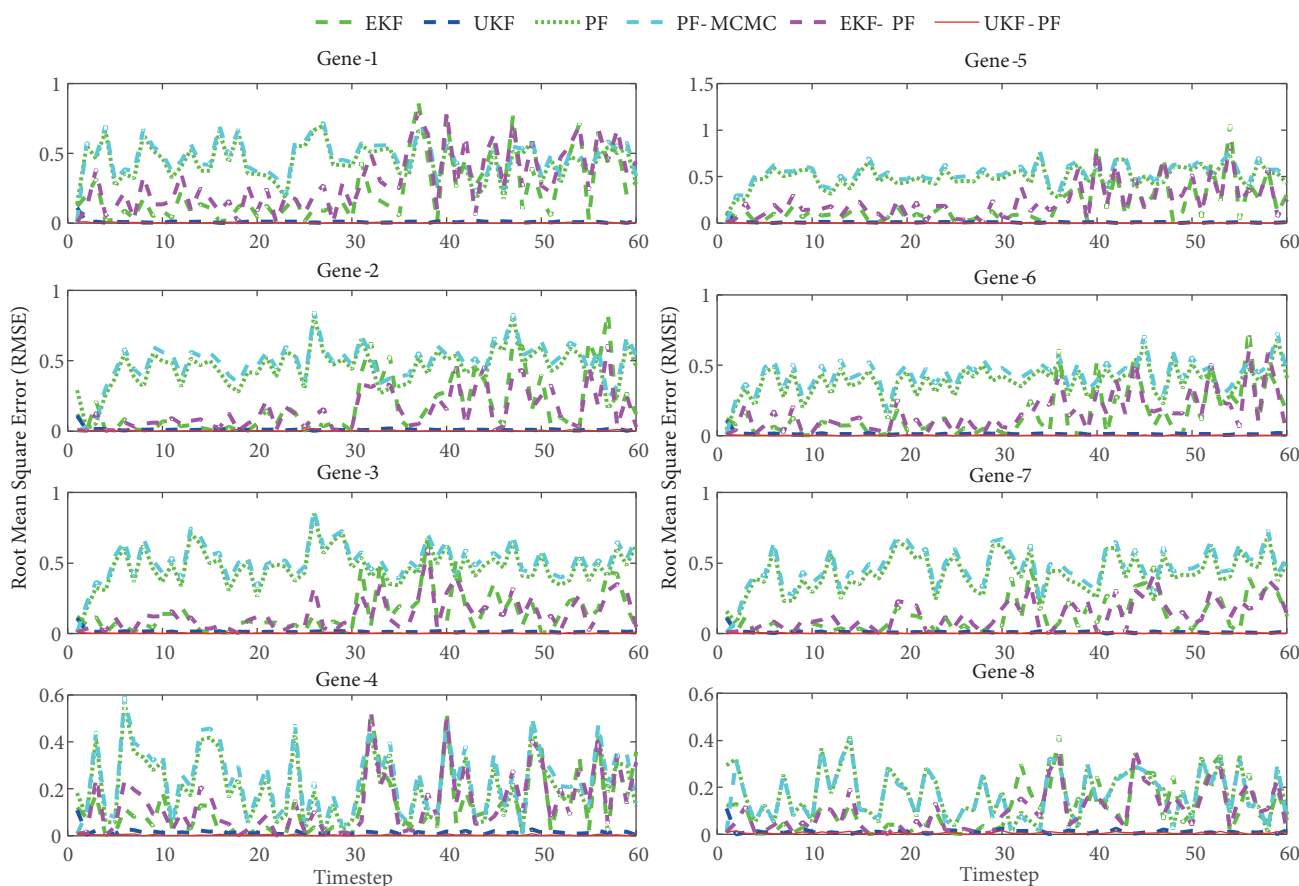 EKF UKF PF PF-MCMC EKF- PF UKF-PF
Gene-1
1
0.5
0
0 10 20 30 40 50 60
Gene-2
1
0.5
0
0 10 20 30 40 50 60
Gene-3
1
0.5
0
0 10 20 30 40 50 60
Gene-4
0.6
0.4
0.2
0
0 10 20 30 40 50 60
Timestep
Root Mean Square Error (RMSE)
Gene-5
1.5
1
0.5
0
0 10 20 30 40 50 60
Gene-6
1
0.5
0
0 10 20 30 40 50 60
Gene-7
1
0.5
0
0 10 20 30 40 50 60
Gene-8
0.6
0.4
0.2
0
0 10 20 30 40 50 60
Timestep
Root Mean Square Error (RMSE)